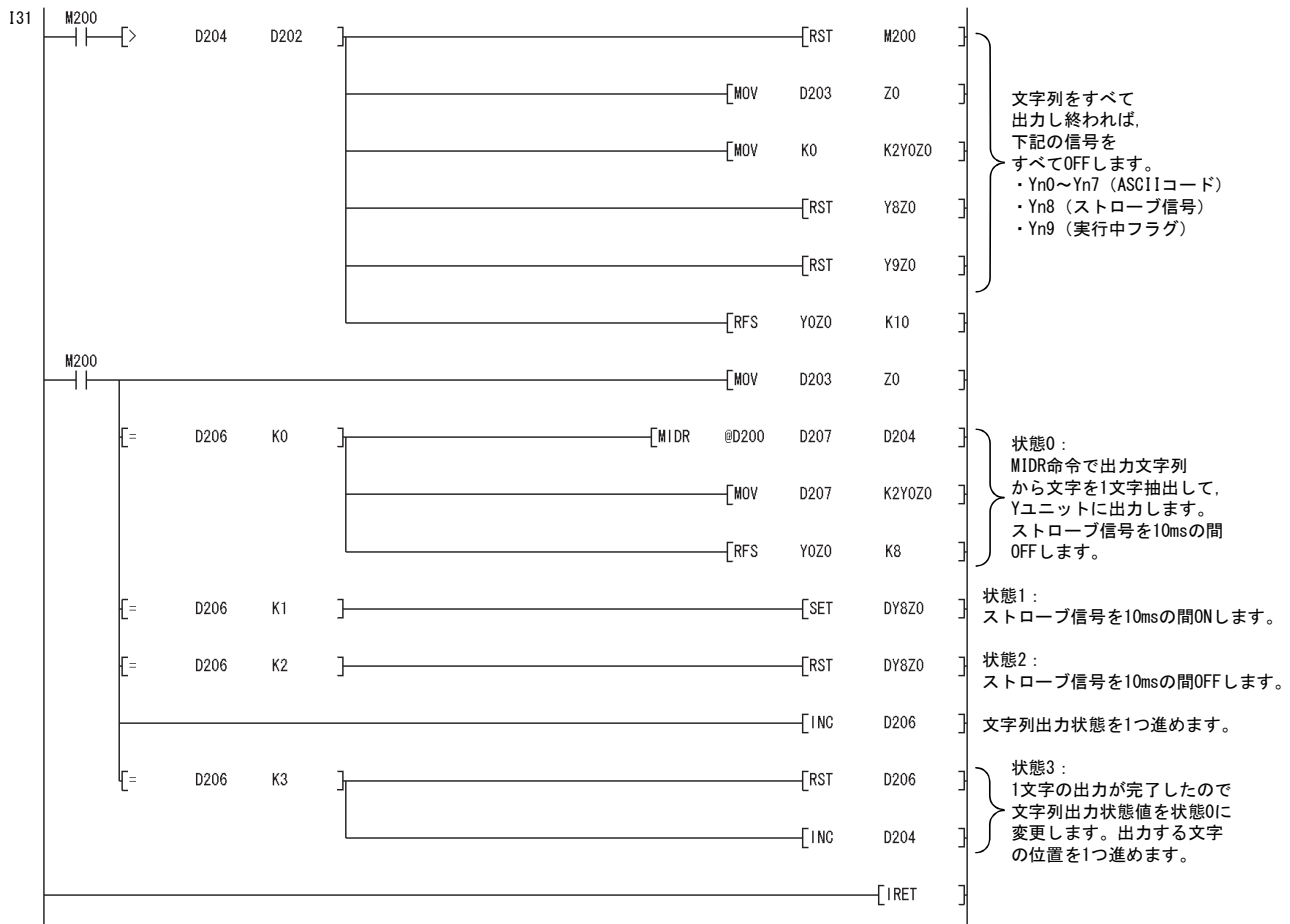 I31 M200
[> D204 D202 ] [RST M200 ]
[MOV D203 Z0 ]
[MOV K0 K2Y0Z0 ]
[RST Y8Z0 ]
[RST Y9Z0 ]
[RFS Y0Z0 K10 ]
文字列をすべて
出力し終われば,
下記の信号を
すべてOFFします。
・Yn0～Yn7（ASCIIコード）
・Yn8（ストローブ信号）
・Yn9（実行中フラグ）
M200
[MOV D203 Z0 ]
[= D206 K0 ] [MIDR @D200 D207 D204 ]
[MOV D207 K2Y0Z0 ]
[RFS Y0Z0 K8 ]
状態0：
MIDR命令で出力文字列
から文字を1文字抽出して,
Yユニットに出力します。
ストローブ信号を10msの間
OFFします。
[= D206 K1 ] [SET DY8Z0 ]
状態1：
ストローブ信号を10msの間ONします。
[= D206 K2 ] [RST DY8Z0 ]
状態2：
ストローブ信号を10msの間OFFします。
[INC D206 ] 文字列出力状態を1つ進めます。
[= D206 K3 ] [RST D206 ]
[INC D204 ]
状態3：
1文字の出力が完了したので
文字列出力状態値を状態0に
変更します。出力する文字
の位置を1つ進めます。
[IRET ]